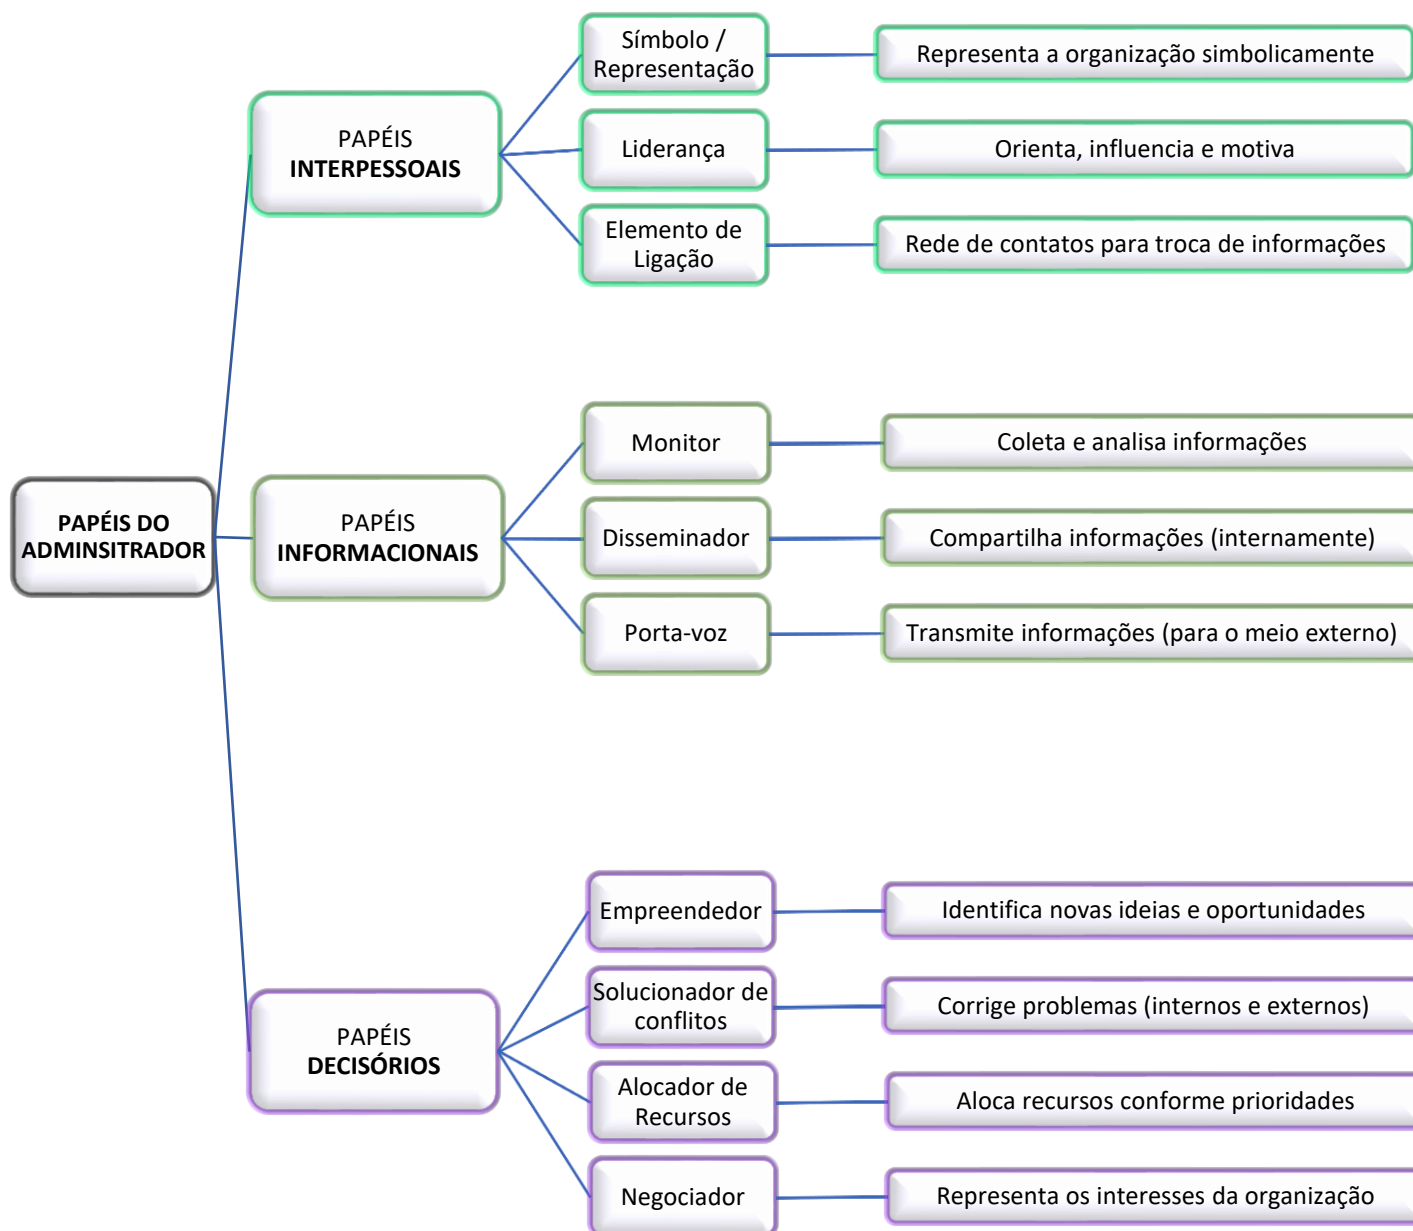 Símbolo /
Representação
Representa a organização simbolicamente
PAPÉIS
INTERPESSOAIS
Liderança
Orienta, influencia e motiva
Elemento de
Ligação
Rede de contatos para troca de informações
Monitor
Coleta e analisa informações
PAPÉIS DO
ADMINSITRADOR
PAPÉIS
INFORMACIONAIS
Disseminador
Compartilha informações (internamente)
Porta-voz
Transmite informações (para o meio externo)
Empreendedor
Identifica novas ideias e oportunidades
Solucionador de
conflitos
Corrige problemas (internos e externos)
PAPÉIS
DECISÓRIOS
Alocador de
Recursos
Aloca recursos conforme prioridades
Negociador
Representa os interesses da organização